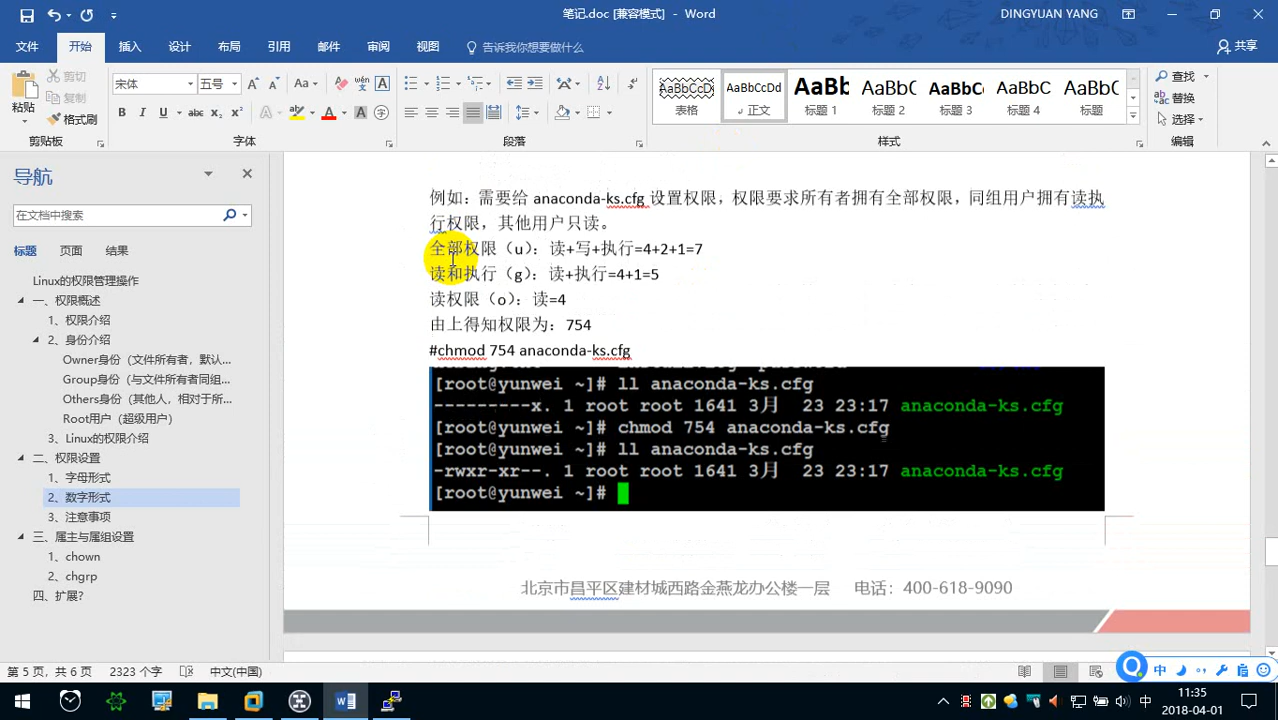 笔记.doc [兼容模式] - Word
DINGYUAN YANG
文件 开始 插入 设计 布局 引用 邮件 审阅 视图 告诉我你想要做什么 共享
粘贴
剪切
复制
格式刷
宋体 五号
AaBbCcDc AaBbCcDd AaBb AaBbC AaBbC AaBbC AaBbC
表格 正文 标题 1 标题 2 标题 3 标题 4 标题
查找
替换
选择
剪贴板 字体 段落 样式 编辑
导航
在文档中搜索
标题 页面 结果
Linux的权限管理操作
一、权限概述
1、权限介绍
2、身份介绍
Owner身份（文件所有者，默认...
Group身份（与文件所有者同组...
Others身份（其他人，相对于所...
Root用户（超级用户）
3、Linux的权限介绍
二、权限设置
1、字母形式
2、数字形式
3、注意事项
三、属主与属组设置
1、chown
2、chgrp
四、扩展?
例如：需要给 anaconda-ks.cfg 设置权限，权限要求所有者拥有全部权限，同组用户拥有读执
行权限，其他用户只读。
全部权限（u）：读+写+执行=4+2+1=7
读和执行（g）：读+执行=4+1=5
读权限（o）：读=4
由上得知权限为：754
#chmod 754 anaconda-ks.cfg
[root@yunwei ~]# ll anaconda-ks.cfg
---------x. 1 root root 1641 3月  23 23:17 anaconda-ks.cfg
[root@yunwei ~]# chmod 754 anaconda-ks.cfg
[root@yunwei ~]# ll anaconda-ks.cfg
-rwxr-xr--. 1 root root 1641 3月  23 23:17 anaconda-ks.cfg
[root@yunwei ~]#
北京市昌平区建材城西路金燕龙办公楼一层 电话：400-618-9090
第 5 页，共 6 页 2323 个字 中文(中国)
中
中 11:35
2018-04-01